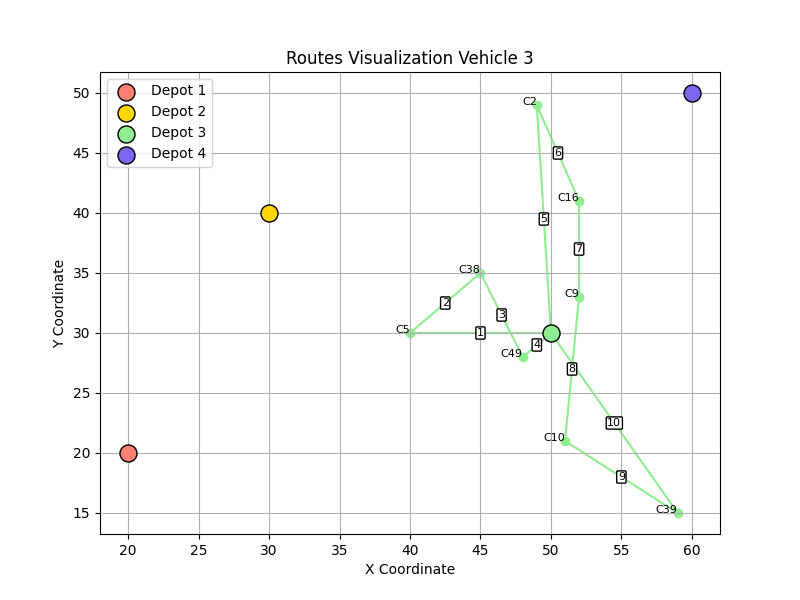 Routes Visualization Vehicle 3
Depot 1
Depot 2
Depot 3
Depot 4
Y Coordinate
50
45
40
35
30
25
20
15
C2
6
C16
5
7
C38
C9
2
3
C5
1
4
C49
8
10
C10
9
C39
20
25
30
35
40
45
50
55
60
X Coordinate